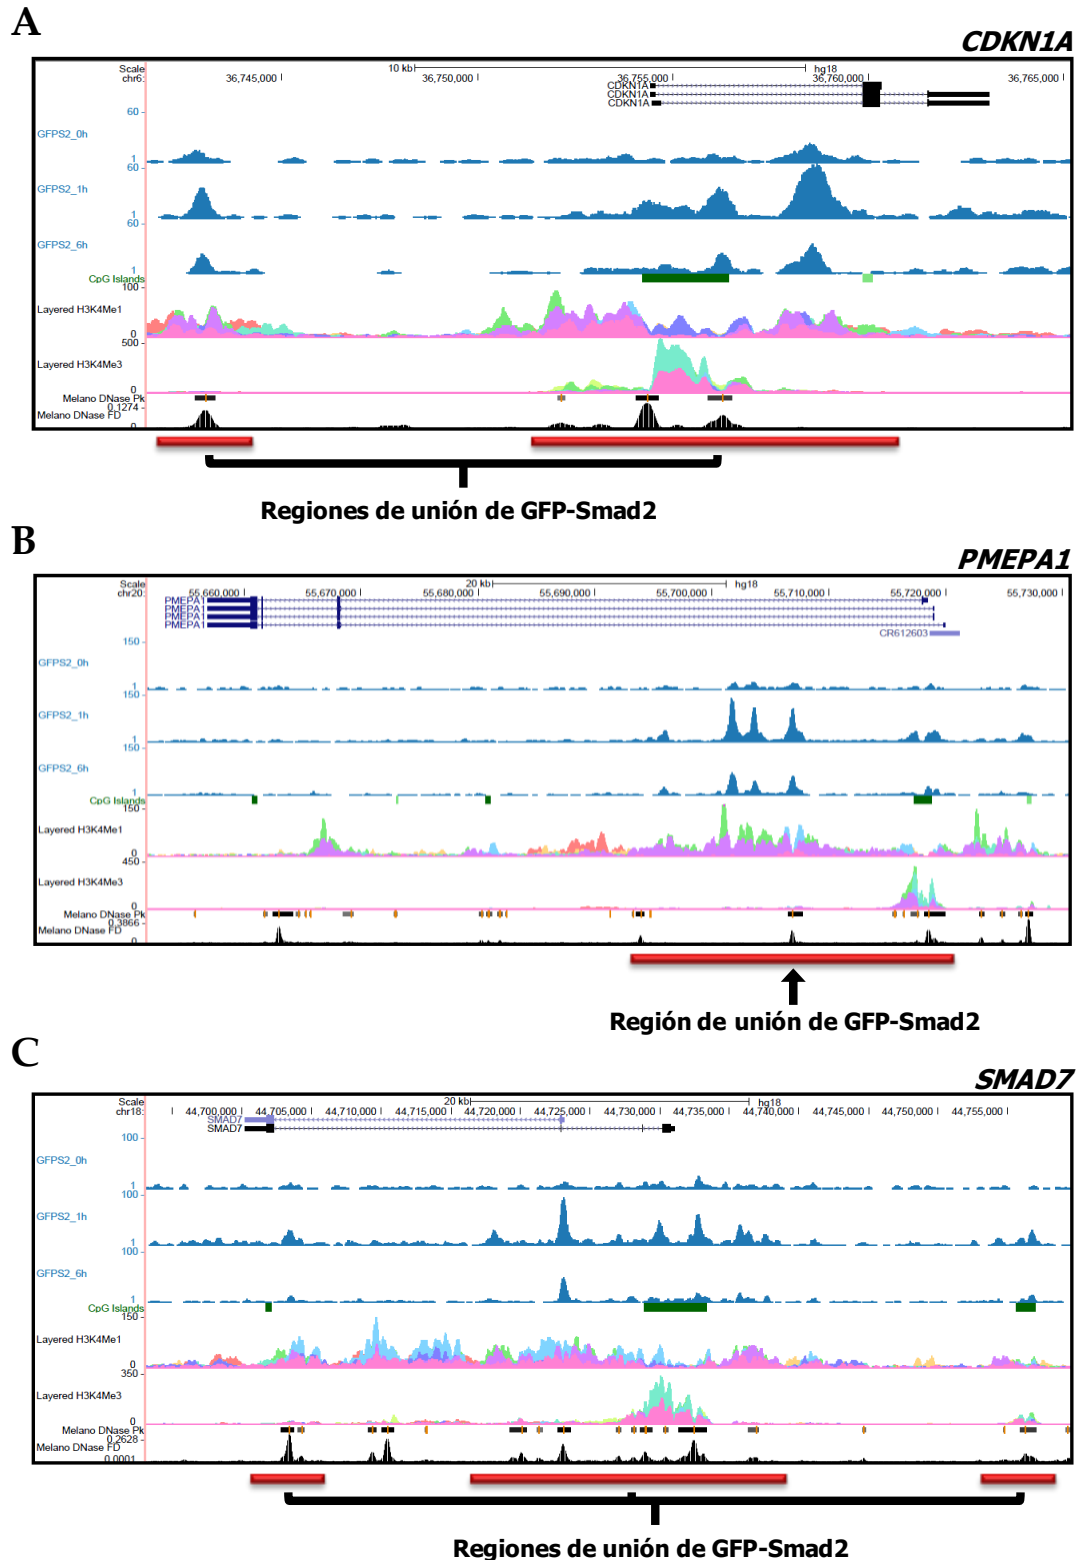 A
CDKN1A
Scale 10 kb hg18
chr6: 36,745,000 36,750,000 36,755,000 36,760,000 36,765,000
CDKN1A
CDKN1A
CDKN1A
60
GFPS2_0h
1
60
GFPS2_1h
1
60
GFPS2_6h
1
CpG Islands
100
Layered H3K4Me1
0
500
Layered H3K4Me3
0
Melano DNase Pk
0.1274
Melano DNase FD
0
Regiones de unión de GFP-Smad2
B
PMEPA1
Scale 20 kb hg18
chr20: 55,660,000 55,670,000 55,680,000 55,690,000 55,700,000 55,710,000 55,720,000 55,730,000
PMEPA1
PMEPA1
PMEPA1
PMEPA1
CR612603
150
GFPS2_0h
1
150
GFPS2_1h
1
150
GFPS2_6h
1
CpG Islands
150
Layered H3K4Me1
0
450
Layered H3K4Me3
0
Melano DNase Pk
0.3866
Melano DNase FD
0
Región de unión de GFP-Smad2
C
SMAD7
Scale 20 kb hg18
chr18: 44,700,000 44,705,000 44,710,000 44,715,000 44,720,000 44,725,000 44,730,000 44,735,000 44,740,000 44,745,000 44,750,000 44,755,000
SMAD7
SMAD7
100
GFPS2_0h
1
100
GFPS2_1h
1
100
GFPS2_6h
1
CpG Islands
150
Layered H3K4Me1
0
350
Layered H3K4Me3
0
Melano DNase Pk
0.2628
Melano DNase FD
0.0001
Regiones de unión de GFP-Smad2